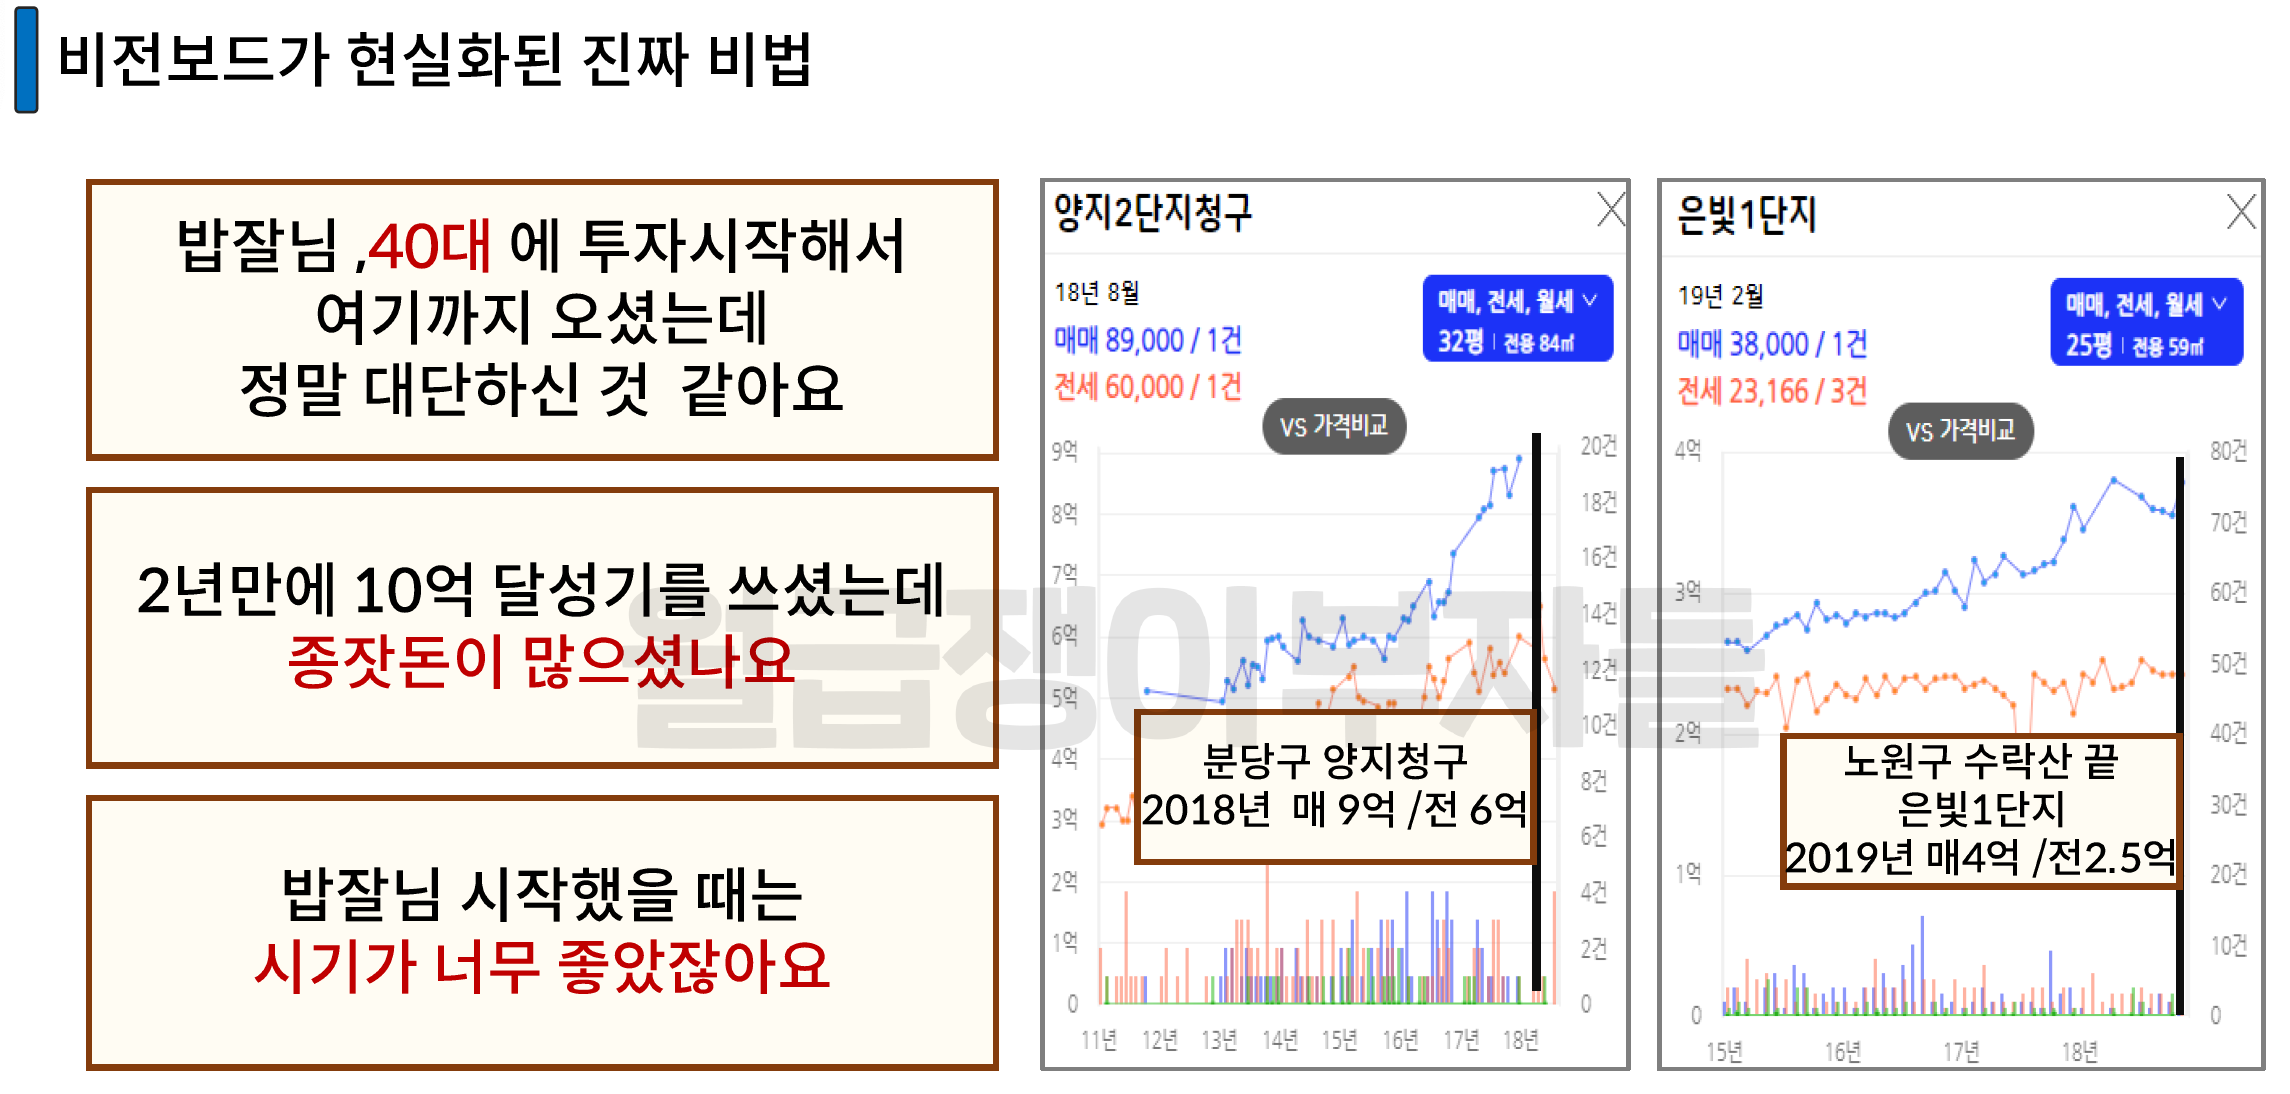 비전보드가 현실화된 진짜 비법
밥잘님 ,40대 에 투자시작해서
여기까지 오셨는데
정말 대단하신 것 같아요
2년만에 10억 달성기를 쓰셨는데
종잣돈이 많으셨나요
밥잘님 시작했을 때는
시기가 너무 좋았잖아요
양지2단지청구
18년 8월
매매 89,000 / 1건
전세 60,000 / 1건
매매, 전세, 월세
32평 | 전용 84㎡
VS 가격비교
9억
8억
7억
6억
5억
4억
3억
2억
1억
0
20건
18건
16건
14건
12건
10건
8건
6건
4건
2건
0
분당구 양지청구
2018년 매 9억 /전 6억
11년 12년 13년 14년 15년 16년 17년 18년
은빛1단지
19년 2월
매매 38,000 / 1건
전세 23,166 / 3건
매매, 전세, 월세
25평 | 전용 59㎡
VS 가격비교
4억
3억
2억
1억
0
80건
70건
60건
50건
40건
30건
20건
10건
0
노원구 수락산 끝
은빛1단지
2019년 매4억 /전2.5억
15년 16년 17년 18년
월급쟁이부자들